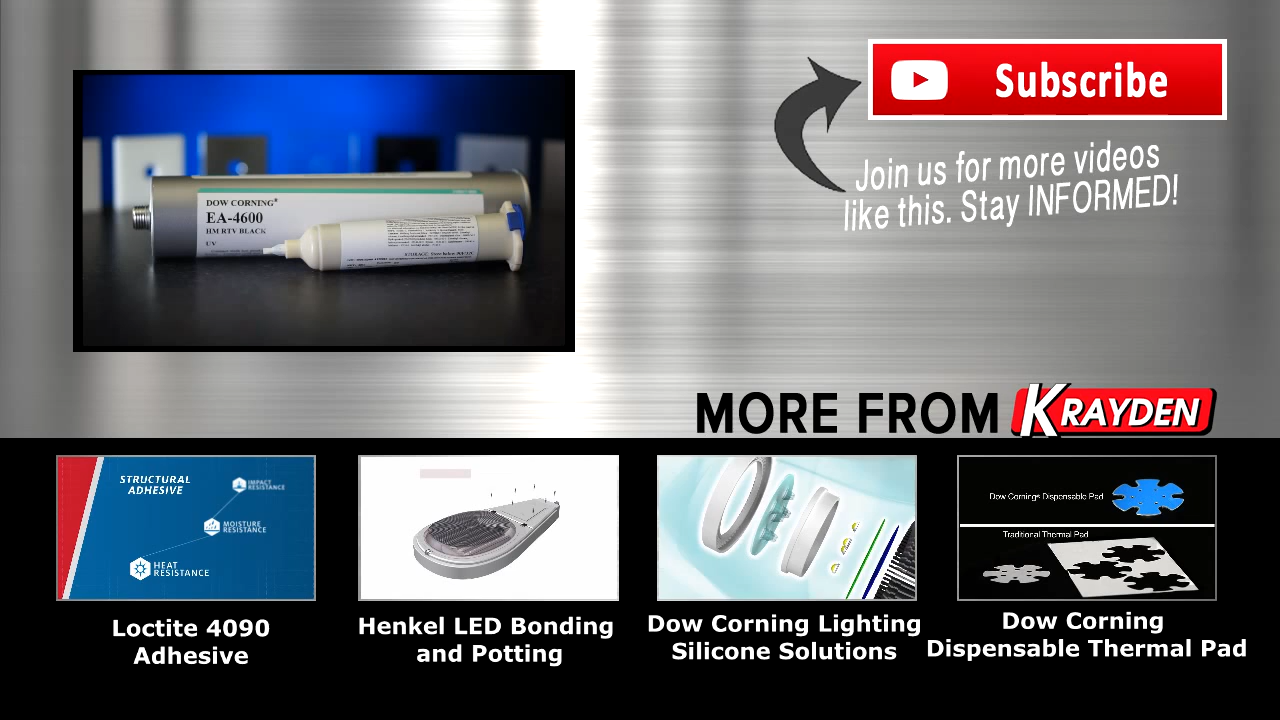 Subscribe
Join us for more videos
like this. Stay INFORMED!
DOW CORNING®
EA-4600
HM RTV BLACK
UV
MORE FROM KRAYDEN
STRUCTURAL
ADHESIVE
IMPACT
RESISTANCE
MOISTURE
RESISTANCE
HEAT
RESISTANCE
Dow Cornings Dispensable Pad
Traditional Thermal Pad
Loctite 4090
Adhesive
Henkel LED Bonding
and Potting
Dow Corning Lighting
Silicone Solutions
Dow Corning
Dispensable Thermal Pad